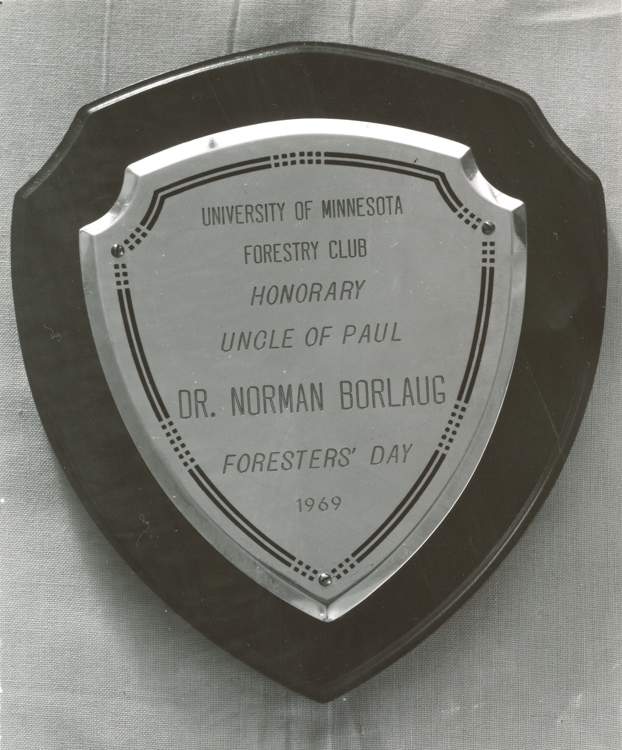 UNIVERSITY OF MINNESOTA
FORESTRY CLUB
HONORARY
UNCLE OF PAUL
DR. NORMAN BORLAUG
FORESTERS' DAY
1969